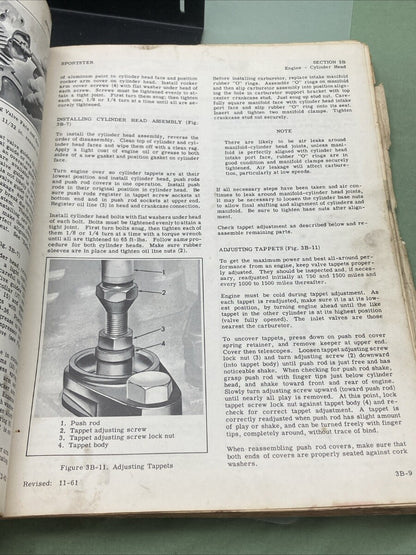 SPORTSTER
of aluminum paint to cylinder head face and position
rocker arm cover on cylinder head. Install rocker
arm cover screws (4) with flat washer under head of
each screw. Screws must be tightened evenly to ob-
tain a tight joint. First turn them snug; then tighten
each one, 1/8 or 1/4 turn at a time until all are se-
curely tightened.
INSTALLING CYLINDER HEAD ASSEMBLY (Fig.
3B-7)
To install the cylinder head assembly, reverse the
order of disassembly. Clean top of cylinder and cyl-
inder head faces and wipe them off with a clean rag.
Apply a light coat of engine oil or grease to both
sides of a new gasket and position gasket on cylinder
face.
Turn engine over so cylinder tappets are at their
lowest position and install cylinder head, push rods
and push rod covers in one operation. Install push
rods in their original position in cylinder head. Be
sure push rods register in tappet screw sockets at
bottom end and in push rod sockets at upper end.
Register oil line (2) in head and crankcase connection.
Install cylinder head bolts with flat washers under head
of each bolt. Bolts must be tightened evenly to attain a
tight joint. First turn bolts snug, then tighten each of
them 1/8 or 1/4 turn at a time with a torque wrench
until all are tightened to 65 ft-lbs. Follow same pro-
cedure for both cylinder heads. Make sure rubber
sleeves are in place and tighten oil line nuts (2).
1
2
3
4
1. Push rod
2. Tappet adjusting screw
3. Tappet adjusting screw lock nut
4. Tappet body
Figure 3B-11. Adjusting Tappets
Revised: 11-61
SECTION 3B
Engine - Cylinder Head
Before installing carburetor, replace intake manifold
rubber "O" rings. Assemble "O" rings on manifold
and then slip carburetor assembly into position align-
ing the hole in carburetor support bracket with top
center crankcase stud. Just snug up stud nut. Care-
fully square manifold face with cylinder head intake
port face and slip rubber "O" ring into its seat.
Insert and tighten two manifold clamps. Tighten
crankcase stud nut securely.
NOTE
There are likely to be air leaks around
manifold-cylinder head joints, unless mani-
fold is perfectly aligned with cylinder head
intake port face, rubber "O" rings are in
good condition and manifold clamps securely
tightened. Air leakage will affect carbure-
tion, particularly at low speeds.
If all necessary steps have been taken and air con-
tinues to leak around manifold-cylinder head joints,
it may be necessary to loosen the cylinder base nuts
to allow final shifting and alignment of cylinders and
manifold. Be sure to tighten base nuts after align-
ment.
Check tappet adjustment as described below and re-
assemble remaining parts.
ADJUSTING TAPPETS (Fig. 3B-11)
To get the maximum power and best all-around per-
formance from an engine, keep valve tappets proper-
ly adjusted. They should be inspected and, if neces-
sary, readjusted initially at 750 and 1500 miles and
every 1000 to 1500 miles thereafter.
Engine must be cold during tappet adjustment. As
each tappet is readjusted, make sure it is at its low-
est position, by turning engine ahead until the like
tappet in the other cylinder is at its highest position
(valve fully opened). The inlet valves are those
nearest the carburetor.
To uncover tappets, press down on push rod cover
spring retainer, and remove keeper at upper end.
Cover then telescopes. Loosen tappet adjusting screw
lock nut (3) and turn adjusting screw (2) downward
(into tappet body) until push rod is just free and has
noticeable shake. When checking for push rod shake,
grasp push rod with finger tips just below cylinder
head, and shake toward front and rear of engine.
Slowly turn adjusting screw upward (toward push rod)
until nearly all play is removed. At this point, lock
tappet screw lock nut against tappet body (4) and re-
check for correct tappet adjustment. A tappet is
correctly readjusted when push rod has slight amount
of play or shake, and can be turned freely with finger
tips, completely around, without trace of bind.
When reassembling push rod covers, make sure that
both ends of covers are properly seated against cork
washers.
3B-9